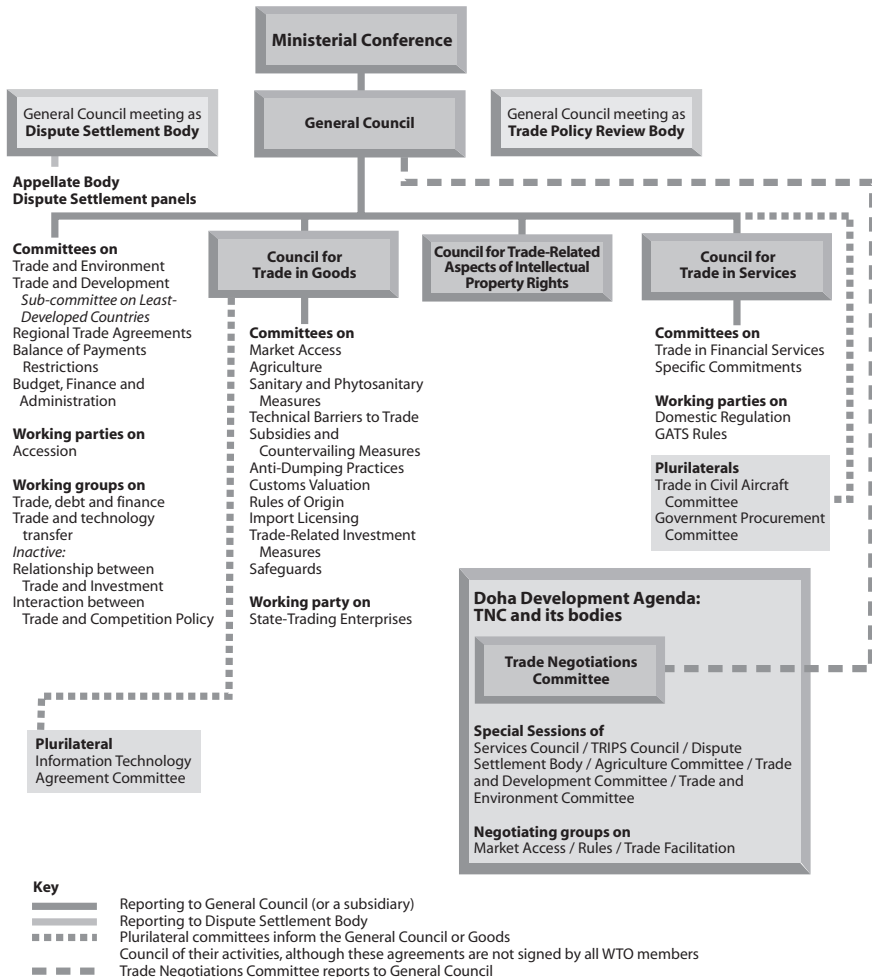 Ministerial Conference
General Council meeting as
Dispute Settlement Body
General Council
General Council meeting as
Trade Policy Review Body
Appellate Body
Dispute Settlement panels
Committees on
Trade and Environment
Trade and Development
Sub-committee on Least-
Developed Countries
Regional Trade Agreements
Balance of Payments
Restrictions
Budget, Finance and
Administration
Working parties on
Accession
Working groups on
Trade, debt and finance
Trade and technology
transfer
Inactive:
Relationship between
Trade and Investment
Interaction between
Trade and Competition Policy
Plurilateral
Information Technology
Agreement Committee
Council for
Trade in Goods
Committees on
Market Access
Agriculture
Sanitary and Phytosanitary
Measures
Technical Barriers to Trade
Subsidies and
Countervailing Measures
Anti-Dumping Practices
Customs Valuation
Rules of Origin
Import Licensing
Trade-Related Investment
Measures
Safeguards
Working party on
State-Trading Enterprises
Council for Trade-Related
Aspects of Intellectual
Property Rights
Council for
Trade in Services
Committees on
Trade in Financial Services
Specific Commitments
Working parties on
Domestic Regulation
GATS Rules
Plurilaterals
Trade in Civil Aircraft
Committee
Government Procurement
Committee
Doha Development Agenda:
TNC and its bodies
Trade Negotiations
Committee
Special Sessions of
Services Council / TRIPS Council / Dispute
Settlement Body / Agriculture Committee / Trade
and Development Committee / Trade and
Environment Committee
Negotiating groups on
Market Access / Rules / Trade Facilitation
Key
Reporting to General Council (or a subsidiary)
Reporting to Dispute Settlement Body
Plurilateral committees inform the General Council or Goods
Council of their activities, although these agreements are not signed by all WTO members
Trade Negotiations Committee reports to General Council